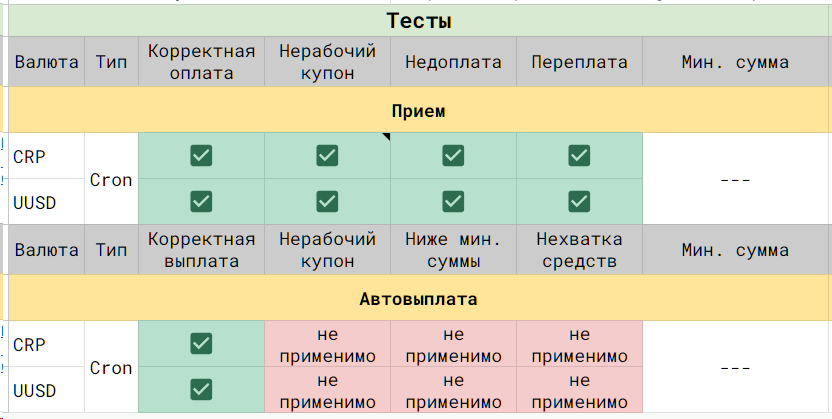 Тесты
Валюта Тип Корректная оплата Нерабочий купон Недоплата Переплата Мин. сумма
Прием
CRP
Cron ---
UUSD
Валюта Тип Корректная выплата Нерабочий купон Ниже мин. суммы Нехватка средств Мин. сумма
Автовыплата
CRP не применимо не применимо не применимо
Cron ---
UUSD не применимо не применимо не применимо